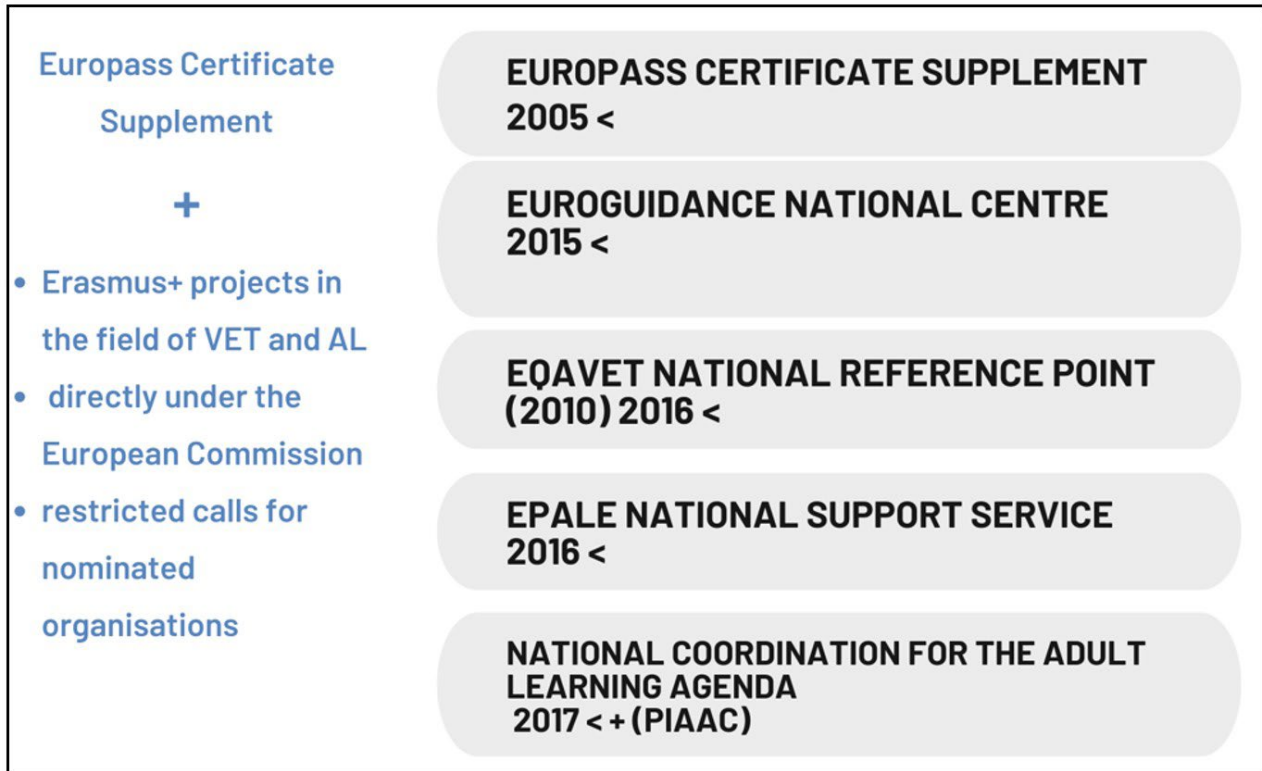 Europass Certificate
Supplement
+
• Erasmus+ projects in
the field of VET and AL
• directly under the
European Commission
• restricted calls for
nominated
organisations
EUROPASS CERTIFICATE SUPPLEMENT
2005 <
EUROGUIDANCE NATIONAL CENTRE
2015 <
EQAVET NATIONAL REFERENCE POINT
(2010) 2016 <
EPALE NATIONAL SUPPORT SERVICE
2016 <
NATIONAL COORDINATION FOR THE ADULT
LEARNING AGENDA
2017 < + (PIAAC)